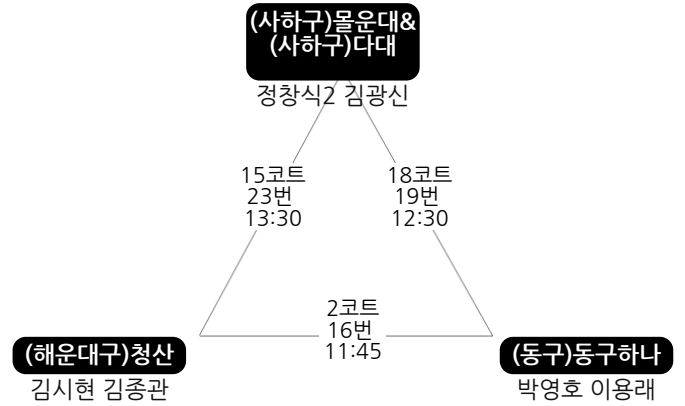 (사하구)몰운대&
(사하구)다대
정창식2 김광신
15코트
23번
13:30
18코트
19번
12:30
2코트
16번
11:45
(해운대구)청산
김시현 김종관
(동구)동구하나
박영호 이용래